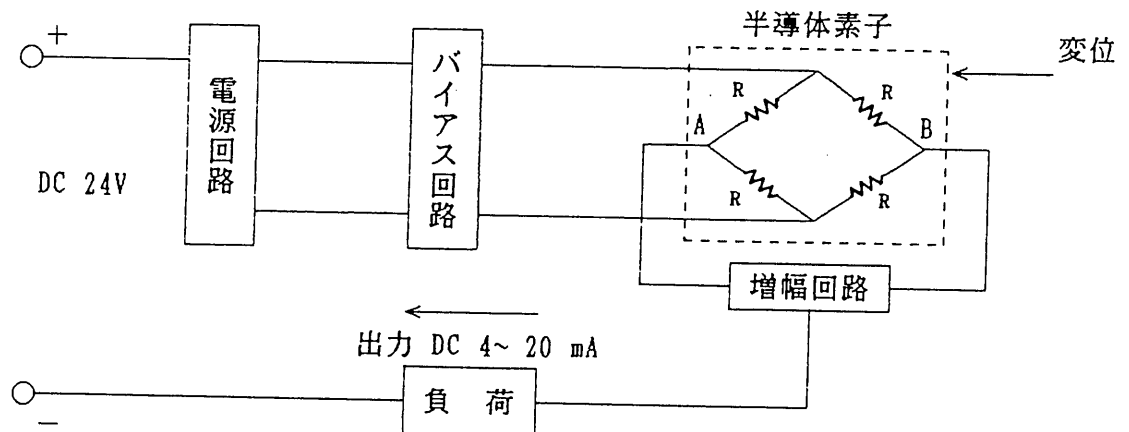 半導体素子
変位
+
電源回路
バイアス回路
R
R
A
B
DC 24V
R
R
増幅回路
出力 DC 4~ 20 mA
負 荷
−